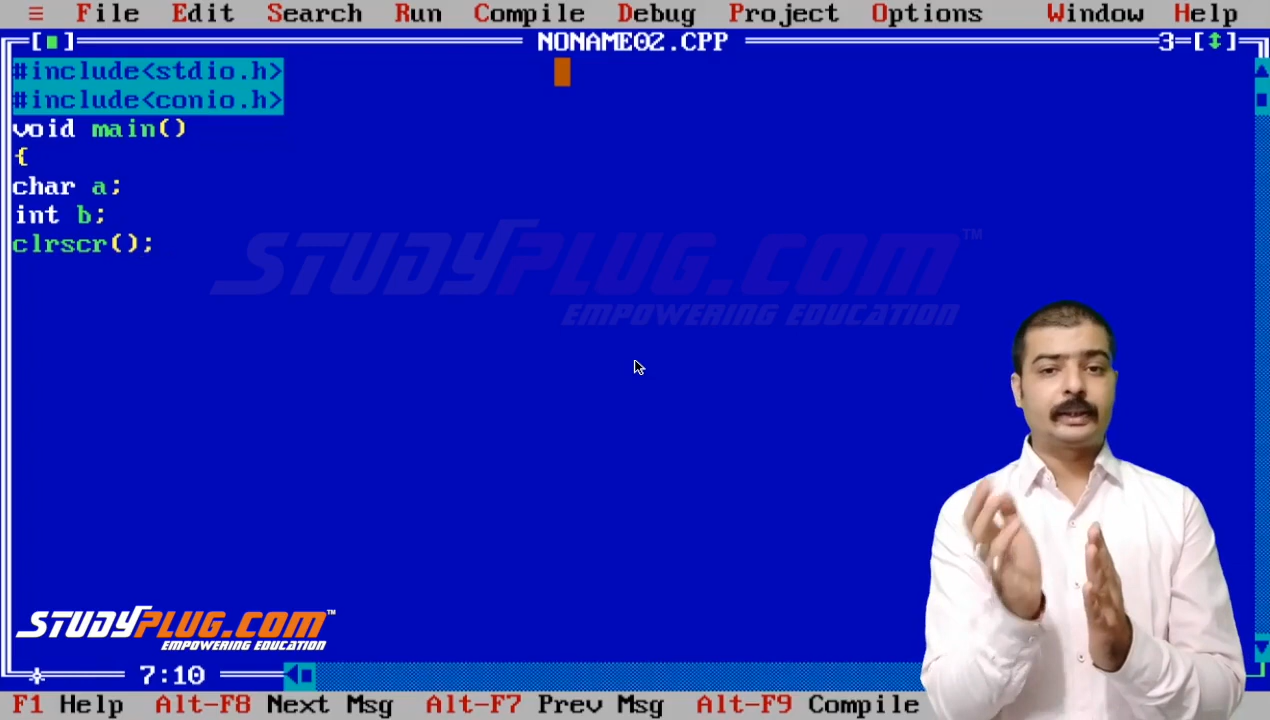 ≡ File Edit Search Run Compile Debug Project Options Window Help
[■] NONAME02.CPP 3=[↕]
#include<stdio.h>
#include<conio.h>
void main()
{
char a;
int b;
clrscr();
STUDYPLUG.COM™
EMPOWERING EDUCATION
STUDYPLUG.COM™
EMPOWERING EDUCATION
7:10
F1 Help Alt-F8 Next Msg Alt-F7 Prev Msg Alt-F9 Compile